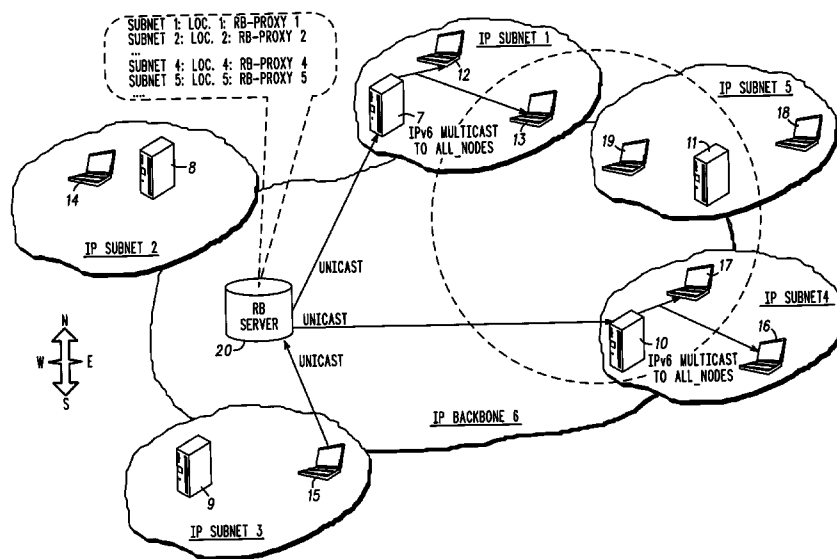 SUBNET 1: LOC. 1: RB-PROXY 1
SUBNET 2: LOC. 2: RB-PROXY 2
...
SUBNET 4: LOC. 4: RB-PROXY 4
SUBNET 5: LOC. 5: RB-PROXY 5
....
IP SUBNET 1
12
7
13
IPv6 MULTICAST
TO ALL_NODES
IP SUBNET 5
18
19
11
14
8
IP SUBNET 2
UNICAST
RB
SERVER
20
UNICAST
UNICAST
17
IP SUBNET4
16
10
IPv6 MULTICAST
TO ALL_NODES
N
W
E
S
IP BACKBONE 6
9
15
IP SUBNET 3